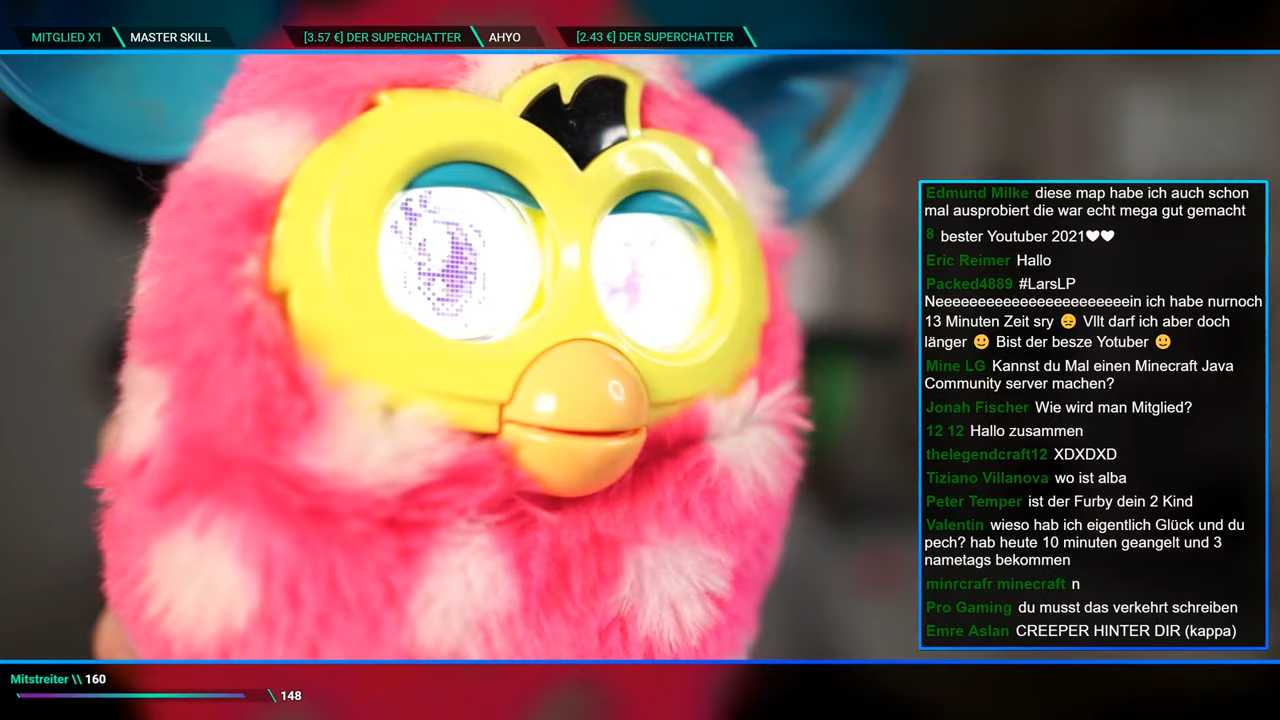 MITGLIED X1 \\ MASTER SKILL
[3.57 €] DER SUPERCHATTER \\ AHYO
[2.43 €] DER SUPERCHATTER
Edmund Milke diese map habe ich auch schon
mal ausprobiert die war echt mega gut gemacht
8 bester Youtuber 2021🤍🤍
Eric Reimer Hallo
Packed4889 #LarsLP
Neeeeeeeeeeeeeeeeeeeeeeein ich habe nurnoch
13 Minuten Zeit sry 😔 Vllt darf ich aber doch
länger 🙂 Bist der besze Yotuber 🙂
Mine LG Kannst du Mal einen Minecraft Java
Community server machen?
Jonah Fischer Wie wird man Mitglied?
12 12 Hallo zusammen
thelegendcraft12 XDXDXD
Tiziano Villanova wo ist alba
Peter Temper ist der Furby dein 2 Kind
Valentin wieso hab ich eigentlich Glück und du
pech? hab heute 10 minuten geangelt und 3
nametags bekommen
minrcrafr minecraft n
Pro Gaming du musst das verkehrt schreiben
Emre Aslan CREEPER HINTER DIR (kappa)
Mitstreiter \\ 160
\ 148